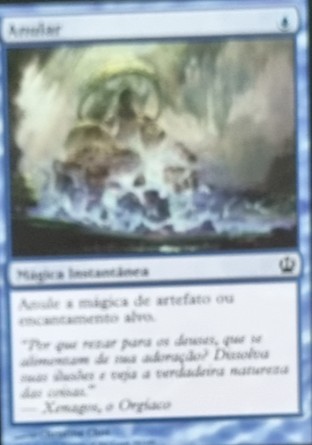 Anular
Mágica Instantânea
Anule a mágica de artefato ou
encantamento alvo.
"Por que rezar para os deuses, que se
alimentam de sua adoração? Dissolva
suas ilusões e veja a verdadeira natureza
das coisas."
— Xenagos, o Orgíaco